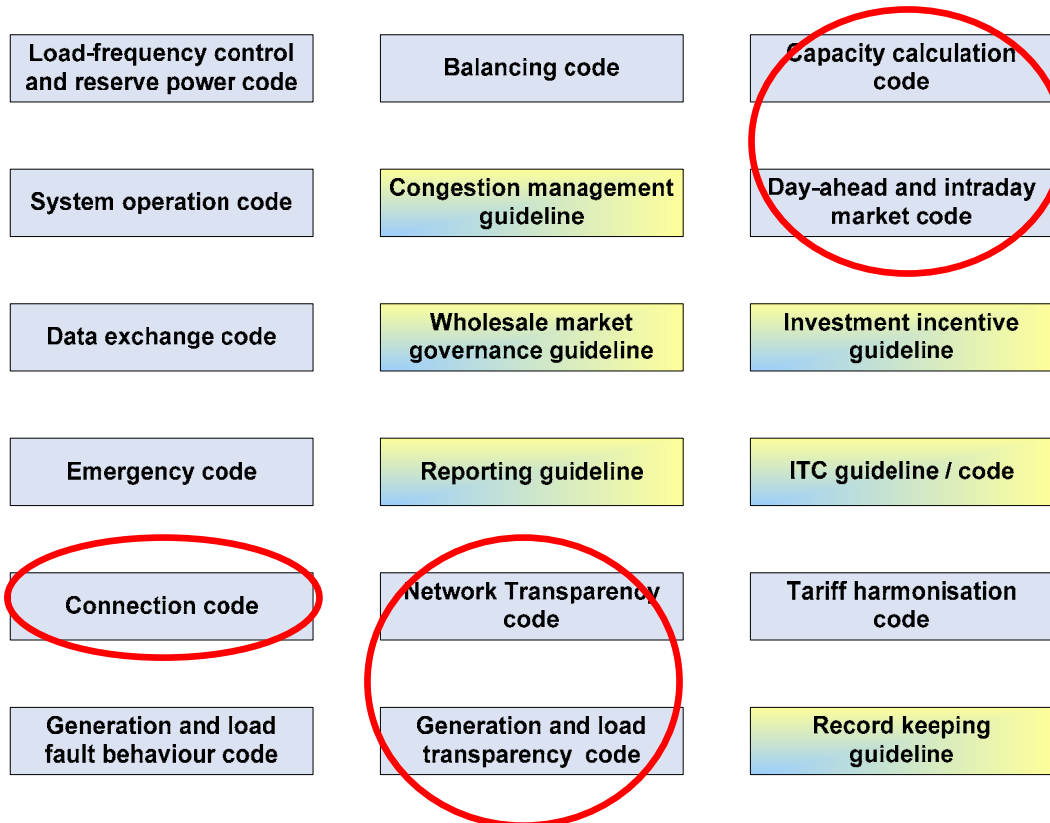 Load-frequency control
and reserve power code
Balancing code
Capacity calculation
code
System operation code
Congestion management
guideline
Day-ahead and intraday
market code
Data exchange code
Wholesale market
governance guideline
Investment incentive
guideline
Emergency code
Reporting guideline
ITC guideline / code
Connection code
Network Transparency
code
Tariff harmonisation
code
Generation and load
fault behaviour code
Generation and load
transparency code
Record keeping
guideline